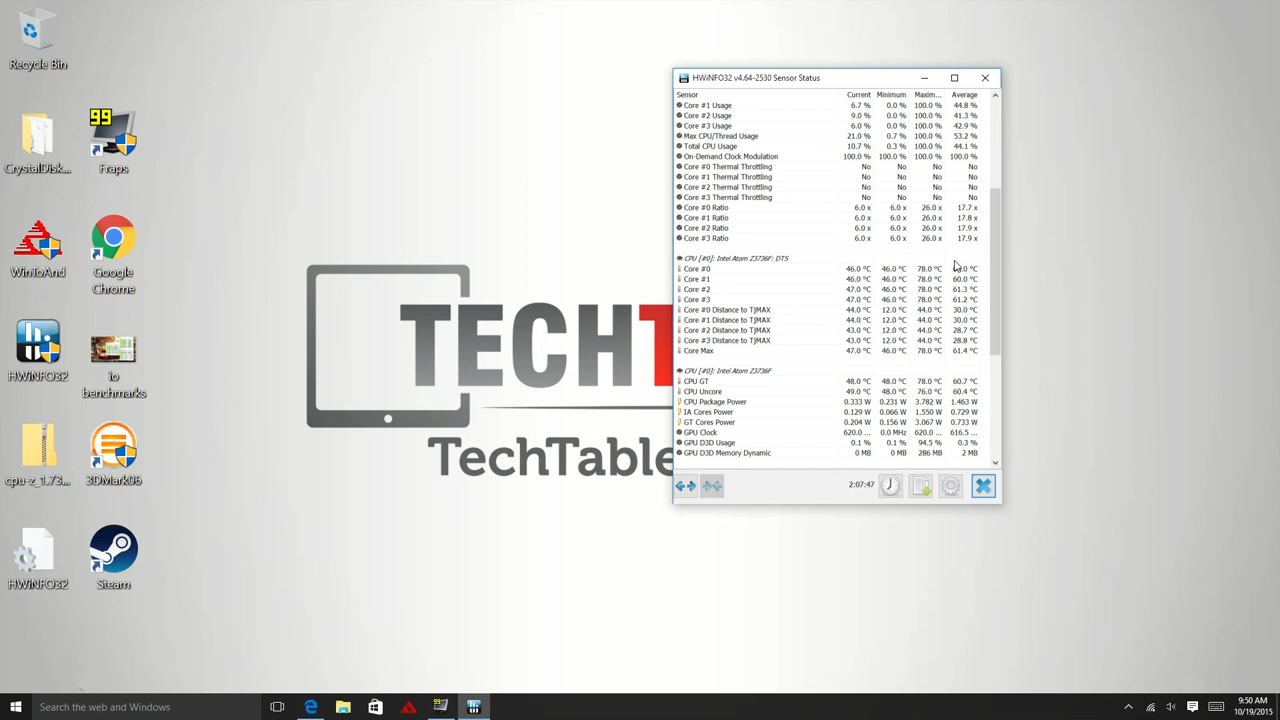 Recycle Bin
CrystalDisk...
99
Fraps
WinToAnd
Google
Chrome
HWiNFO32
io
benchmarks
cpu-z_1.73...
3DMark06
HWiNFO32
Steam
TECHT
TechTable
HWiNFO32 v4.64-2530 Sensor Status
Sensor Current Minimum Maxim... Average
Core #1 Usage 6.7 % 0.0 % 100.0 % 44.8 %
Core #2 Usage 9.0 % 0.0 % 100.0 % 41.3 %
Core #3 Usage 6.0 % 0.0 % 100.0 % 42.9 %
Max CPU/Thread Usage 21.0 % 0.7 % 100.0 % 53.2 %
Total CPU Usage 10.7 % 0.3 % 100.0 % 44.1 %
On-Demand Clock Modulation 100.0 % 100.0 % 100.0 % 100.0 %
Core #0 Thermal Throttling No No No No
Core #1 Thermal Throttling No No No No
Core #2 Thermal Throttling No No No No
Core #3 Thermal Throttling No No No No
Core #0 Ratio 6.0 x 6.0 x 26.0 x 17.7 x
Core #1 Ratio 6.0 x 6.0 x 26.0 x 17.8 x
Core #2 Ratio 6.0 x 6.0 x 26.0 x 17.9 x
Core #3 Ratio 6.0 x 6.0 x 26.0 x 17.9 x
CPU [#0]: Intel Atom Z3736F: DTS
Core #0 46.0 °C 46.0 °C 78.0 °C
Core #1 46.0 °C 46.0 °C 78.0 °C 60.0 °C
Core #2 47.0 °C 46.0 °C 78.0 °C 61.3 °C
Core #3 47.0 °C 46.0 °C 78.0 °C 61.2 °C
Core #0 Distance to TjMAX 44.0 °C 12.0 °C 44.0 °C 30.0 °C
Core #1 Distance to TjMAX 44.0 °C 12.0 °C 44.0 °C 30.0 °C
Core #2 Distance to TjMAX 43.0 °C 12.0 °C 44.0 °C 28.7 °C
Core #3 Distance to TjMAX 43.0 °C 12.0 °C 44.0 °C 28.8 °C
Core Max 47.0 °C 46.0 °C 78.0 °C 61.4 °C
CPU [#0]: Intel Atom Z3736F
CPU GT 48.0 °C 48.0 °C 78.0 °C 60.7 °C
CPU Uncore 49.0 °C 48.0 °C 76.0 °C 60.4 °C
CPU Package Power 0.333 W 0.231 W 3.782 W 1.463 W
IA Cores Power 0.129 W 0.066 W 1.550 W 0.729 W
GT Cores Power 0.204 W 0.156 W 3.067 W 0.733 W
GPU Clock 620.0 ... 0.0 MHz 620.0 ... 616.5 ...
GPU D3D Usage 0.1 % 0.1 % 94.5 % 0.3 %
GPU D3D Memory Dynamic 0 MB 0 MB 286 MB 2 MB
2:07:47
Search the web and Windows
99
9:50 AM
10/19/2015